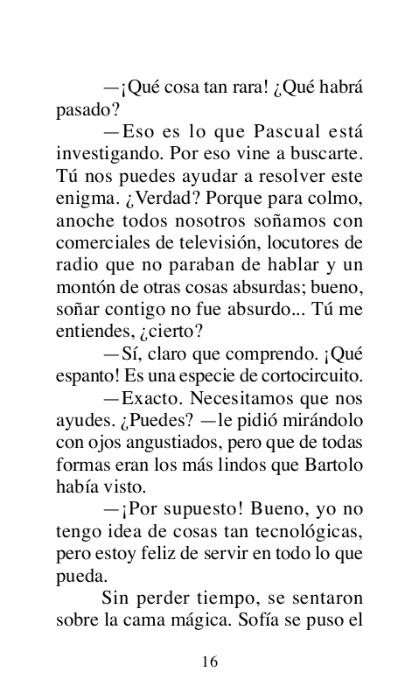 —¡Qué cosa tan rara! ¿Qué habrá
pasado?
—Eso es lo que Pascual está
investigando. Por eso vine a buscarte.
Tú nos puedes ayudar a resolver este
enigma. ¿Verdad? Porque para colmo,
anoche todos nosotros soñamos con
comerciales de televisión, locutores de
radio que no paraban de hablar y un
montón de otras cosas absurdas; bueno,
soñar contigo no fue absurdo... Tú me
entiendes, ¿cierto?
—Sí, claro que comprendo. ¡Qué
espanto! Es una especie de cortocircuito.
—Exacto. Necesitamos que nos
ayudes. ¿Puedes? —le pidió mirándolo
con ojos angustiados, pero que de todas
formas eran los más lindos que Bartolo
había visto.
—¡Por supuesto! Bueno, yo no
tengo idea de cosas tan tecnológicas,
pero estoy feliz de servir en todo lo que
pueda.
Sin perder tiempo, se sentaron
sobre la cama mágica. Sofía se puso el
16